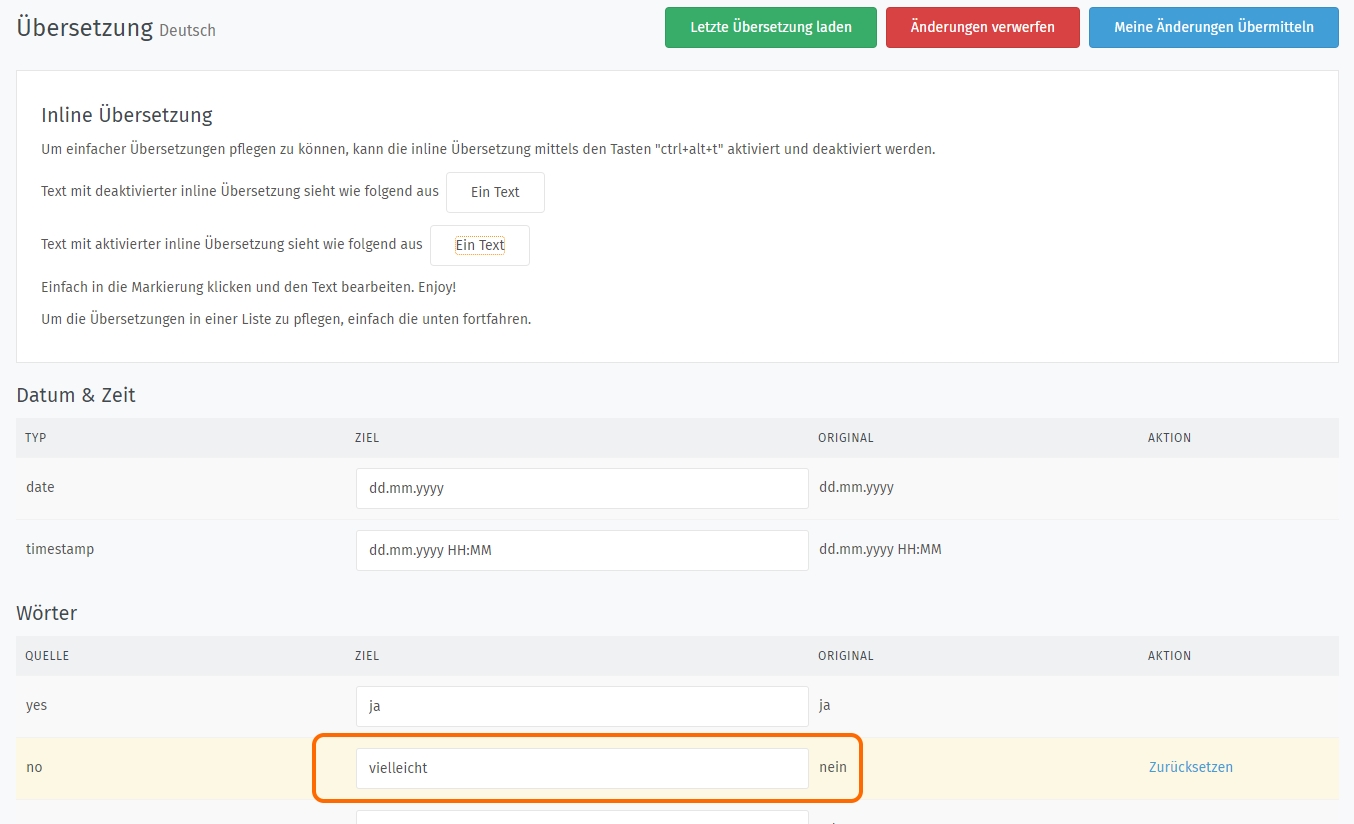 Übersetzung Deutsch
Letzte Übersetzung laden
Änderungen verwerfen
Meine Änderungen Übermitteln
Inline Übersetzung
Um einfacher Übersetzungen pflegen zu können, kann die inline Übersetzung mittels den Tasten "ctrl+alt+t" aktiviert und deaktiviert werden.
Text mit deaktivierter inline Übersetzung sieht wie folgend aus Ein Text
Text mit aktivierter inline Übersetzung sieht wie folgend aus Ein Text
Einfach in die Markierung klicken und den Text bearbeiten. Enjoy!
Um die Übersetzungen in einer Liste zu pflegen, einfach die unten fortfahren.
Datum & Zeit
TYP ZIEL ORIGINAL AKTION
date dd.mm.yyyy dd.mm.yyyy
timestamp dd.mm.yyyy HH:MM dd.mm.yyyy HH:MM
Wörter
QUELLE ZIEL ORIGINAL AKTION
yes ja ja
no vielleicht nein Zurücksetzen